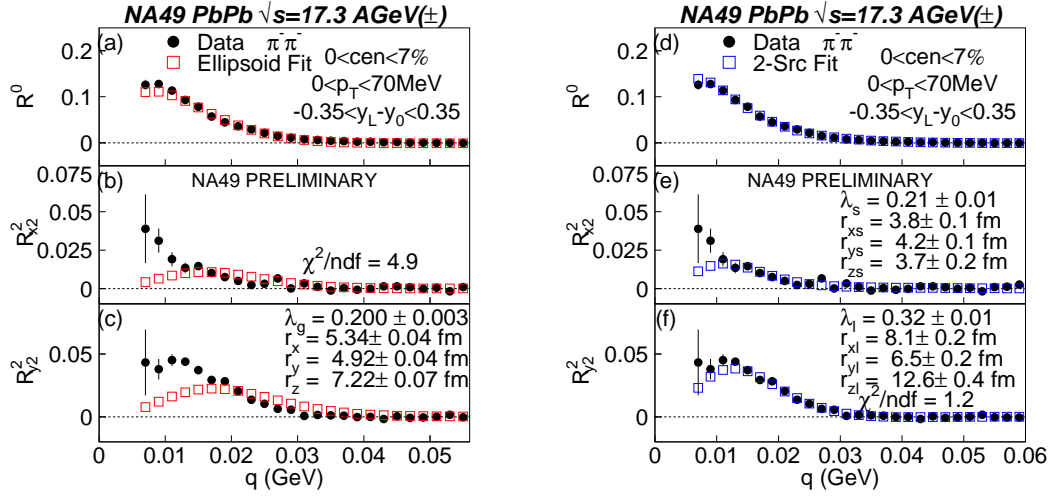 NA49 PbPb √s=17.3 AGeV(±)
(a)
Data π⁻π⁻
Ellipsoid Fit
0<cen<7%
0<p_T<70MeV
-0.35<y_L-y_0<0.35
R^0
0.2
0.1
0
(b)
NA49 PRELIMINARY
χ²/ndf = 4.9
R²_x2
0.075
0.05
0.025
0
(c)
λ_g = 0.200 ± 0.003
r_x = 5.34± 0.04 fm
r_y = 4.92± 0.04 fm
r_z = 7.22± 0.07 fm
R²_y2
0.05
0
0 0.01 0.02 0.03 0.04 0.05
q (GeV)
NA49 PbPb √s=17.3 AGeV(±)
(d)
Data π⁻π⁻
2-Src Fit
0<cen<7%
0<p_T<70MeV
-0.35<y_L-y_0<0.35
R^0
0.2
0.1
0
(e)
NA49 PRELIMINARY
λ_s = 0.21 ± 0.01
r_xs = 3.8± 0.1 fm
r_ys = 4.2± 0.1 fm
r_zs = 3.7± 0.2 fm
R²_x2
0.075
0.05
0.025
0
(f)
λ_l = 0.32 ± 0.01
r_xl = 8.1± 0.2 fm
r_yl = 6.5± 0.2 fm
r_zl = 12.6± 0.4 fm
χ²/ndf = 1.2
R²_y2
0.05
0
0 0.01 0.02 0.03 0.04 0.05 0.06
q (GeV)